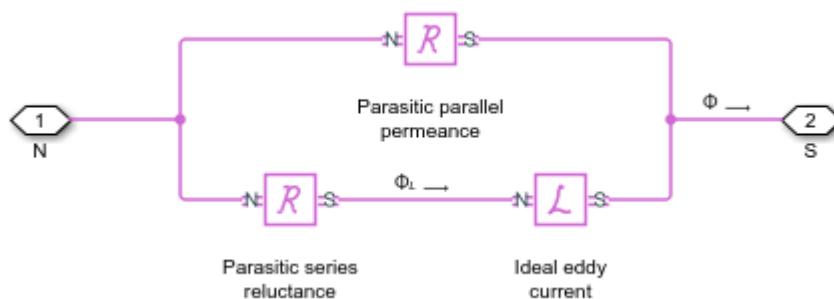 N ℛ S
Parasitic parallel
permeance
Φ →
1
N
2
S
N ℛ S
Φ_L →
N ℒ S
Parasitic series
reluctance
Ideal eddy
current